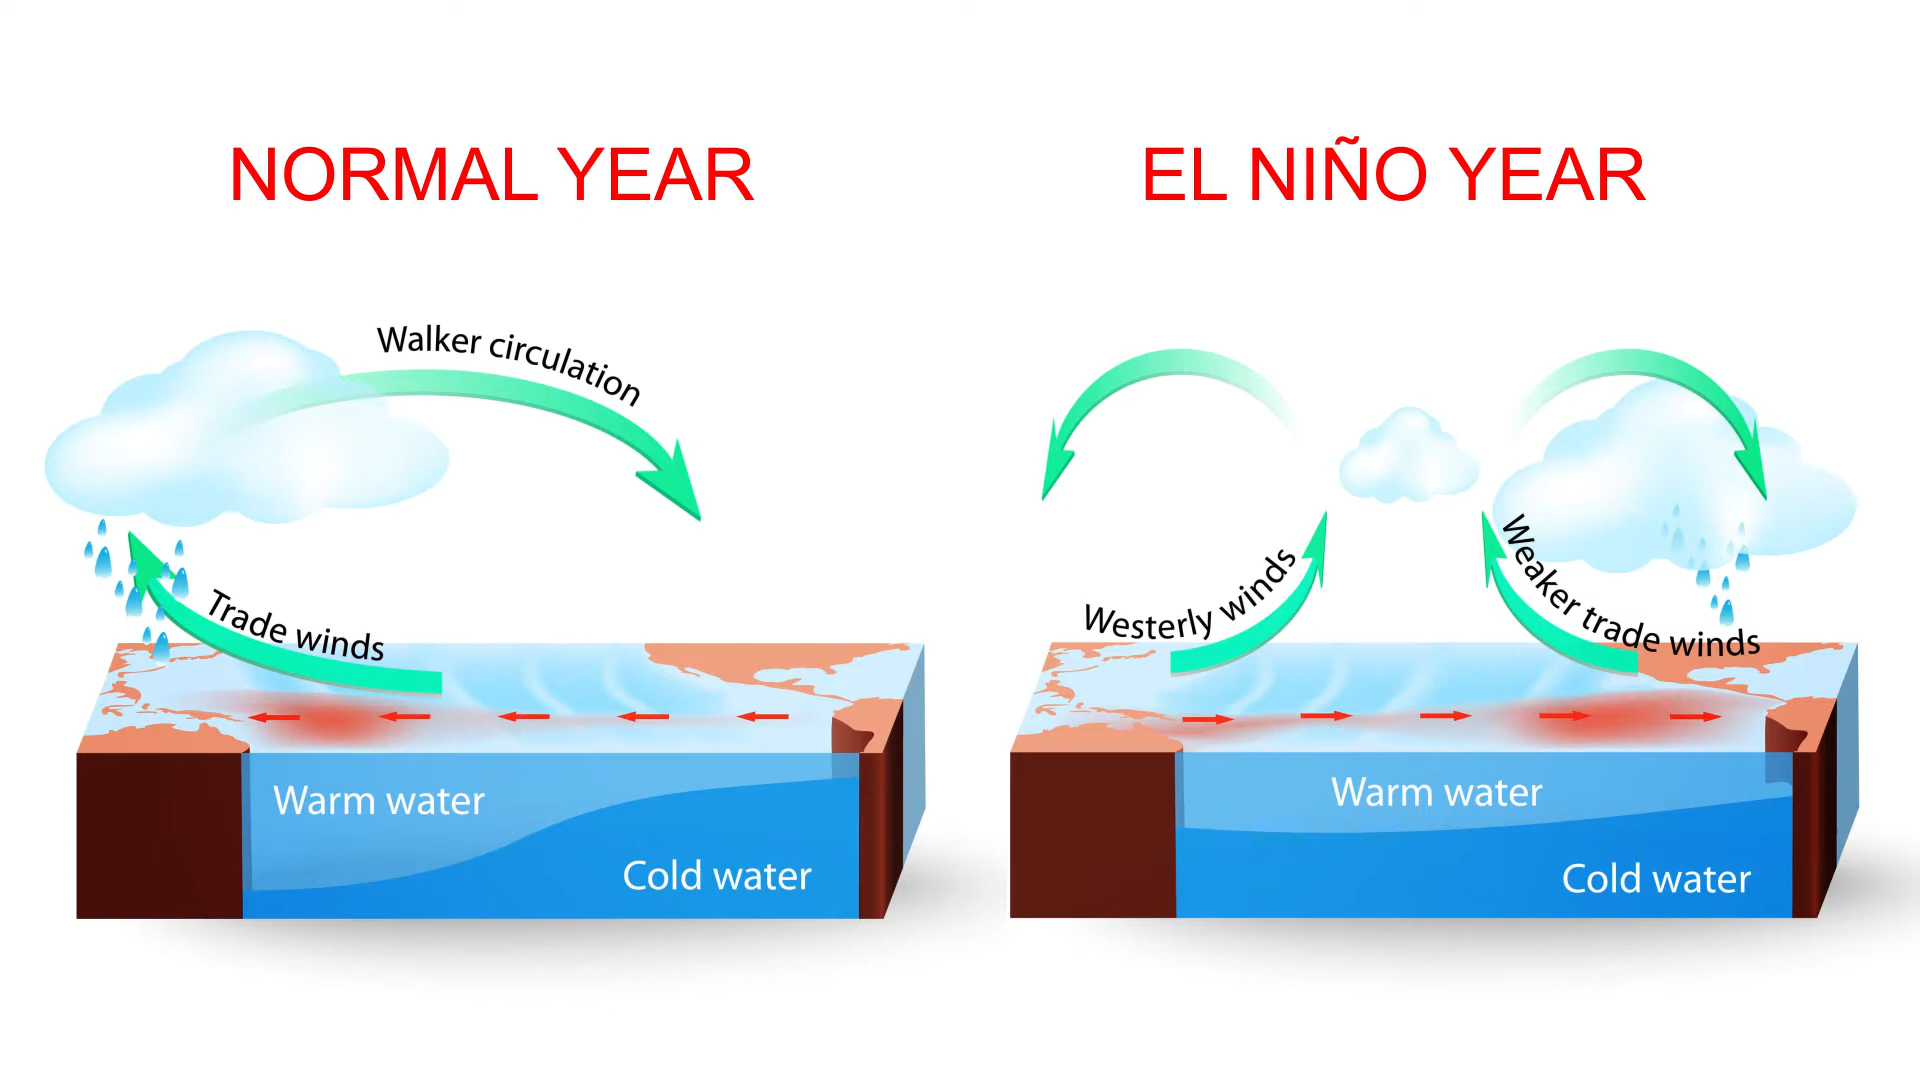 NORMAL YEAR
Walker circulation
Trade winds
Warm water
Cold water
EL NIÑO YEAR
Westerly winds
Weaker trade winds
Warm water
Cold water